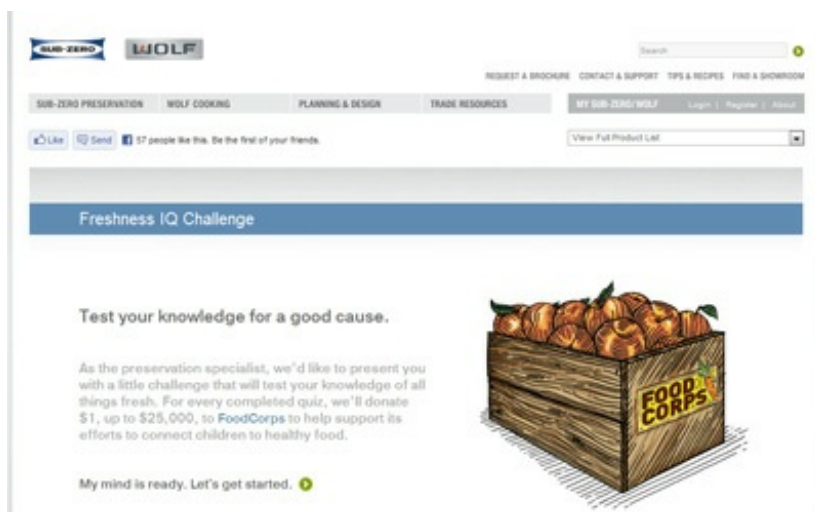 SUB-ZERO WOLF
Search
REQUEST A BROCHURE CONTACT & SUPPORT TIPS & RECIPES FIND A SHOWROOM
SUB-ZERO PRESERVATION WOLF COOKING PLANNING & DESIGN TRADE RESOURCES MY SUB-ZERO/WOLF Login | Register | About
Like Send 57 people like this. Be the first of your friends. View Full Product List
Freshness IQ Challenge
Test your knowledge for a good cause.
As the preservation specialist, we'd like to present you
with a little challenge that will test your knowledge of all
things fresh. For every completed quiz, we'll donate
$1, up to $25,000, to FoodCorps to help support its
efforts to connect children to healthy food.
FOOD
CORPS
My mind is ready. Let's get started.